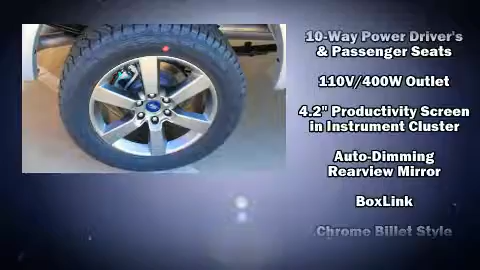 10-Way Power Driver's
& Passenger Seats
110V/400W Outlet
4.2" Productivity Screen
in Instrument Cluster
Auto-Dimming
Rearview Mirror
BoxLink
Chrome Billet Style